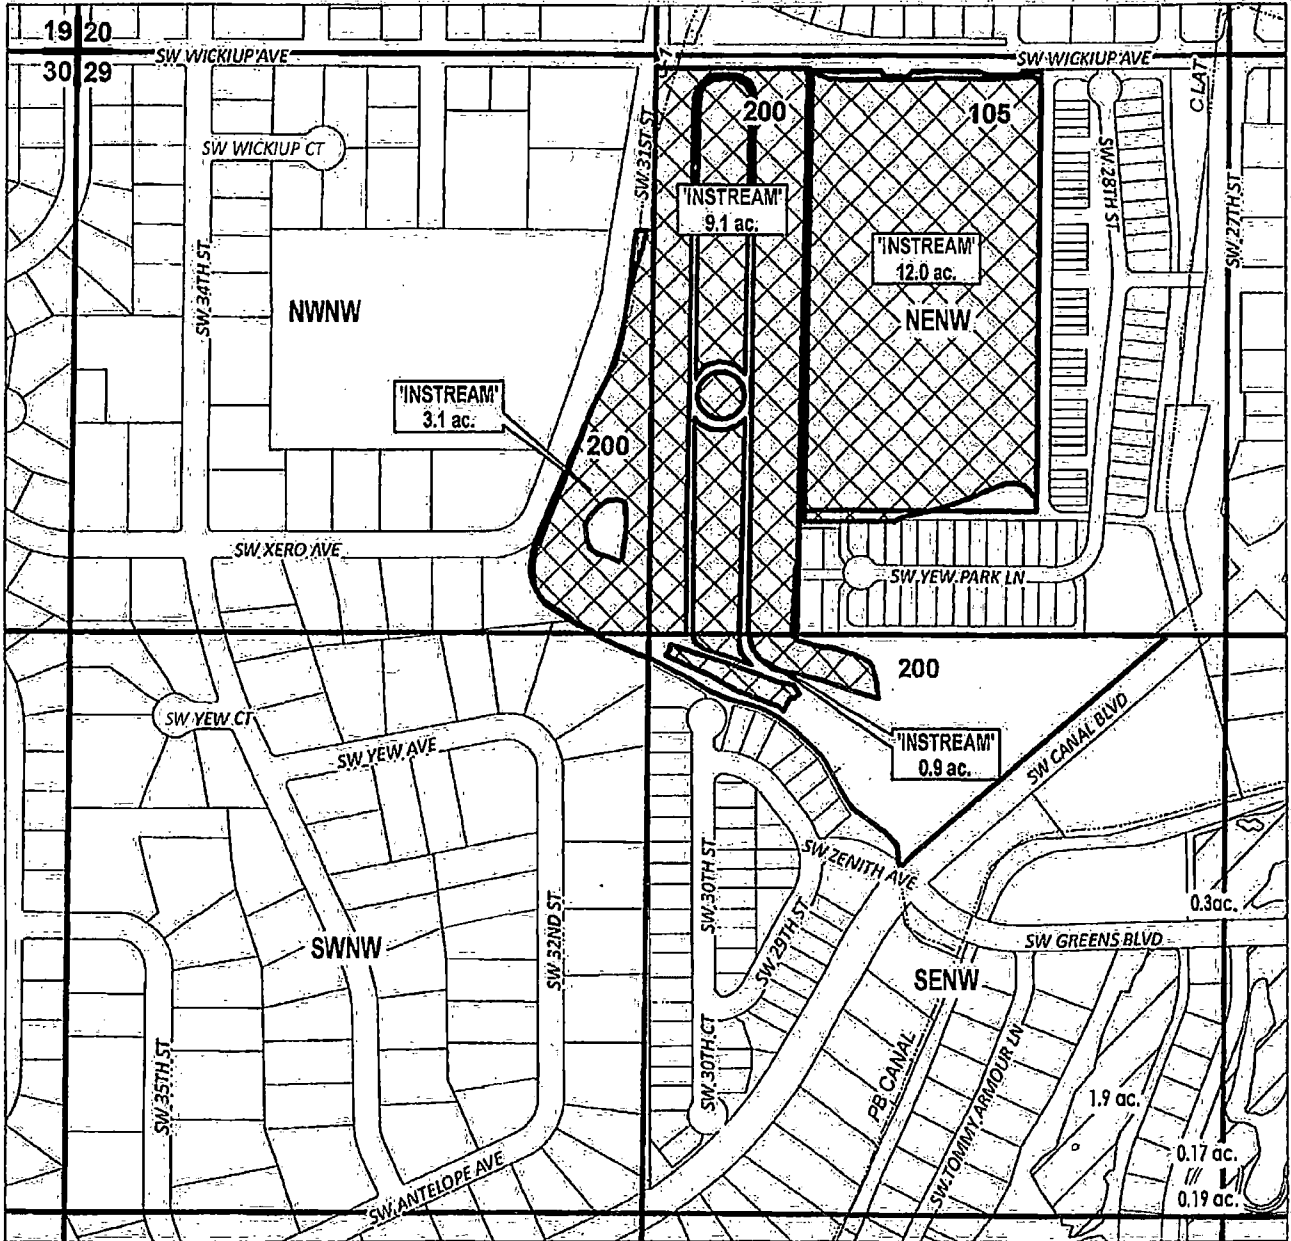 19 20
SW WICKIUP AVE
SW WICKIUP AVE
30 29
200
105
C LAT
SW 31ST ST
SW WICKIUP CT
SW 28TH ST
'INSTREAM'
9.1 ac.
SW 27TH ST
SW 34TH ST
'INSTREAM'
12.0 ac.
NWNW
NENW
'INSTREAM'
3.1 ac.
200
SW XERO AVE
SW YEW PARK LN
200
SW YEW CT
SW YEW AVE
'INSTREAM'
0.9 ac.
SW CANAL BLVD
SW ZENITH AVE
SW 30TH ST
0.3ac.
SW 32ND ST
SW 29TH ST
SWNW
SW GREENS BLVD
SENW
SW 35TH ST
SW 30TH CT
PB CANAL
SW TOMMY ARMOUR LN
1.9 ac.
0.17 ac.
0.19 ac.
SW ANTELOPE AVE